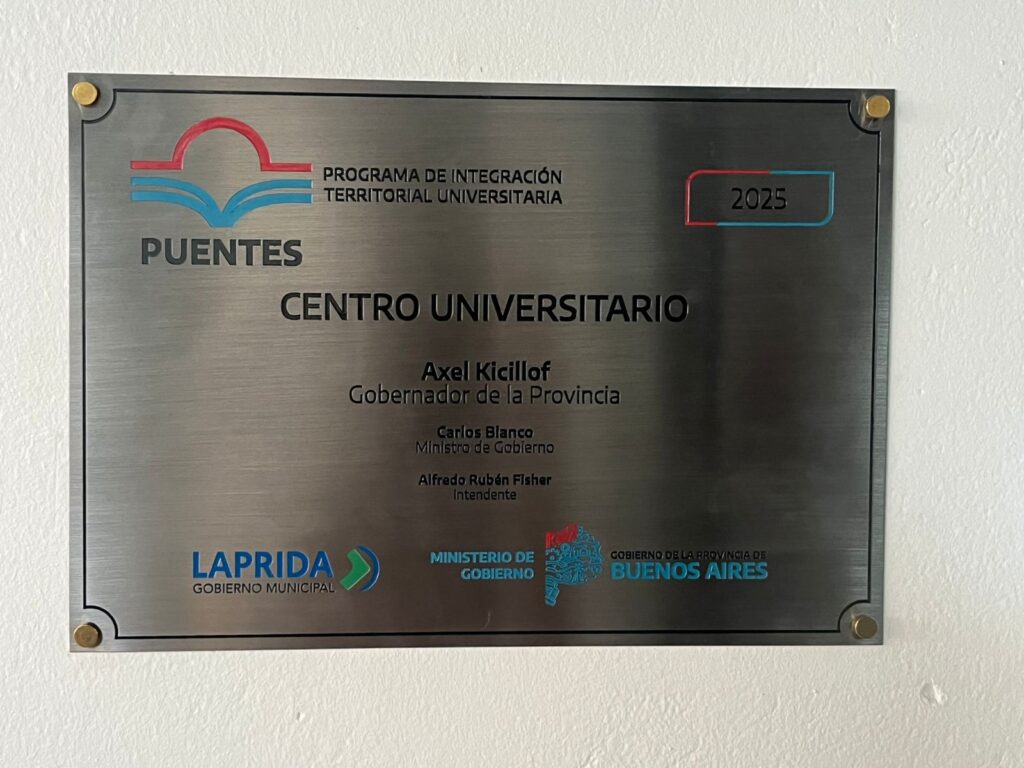 PROGRAMA DE INTEGRACIÓN
TERRITORIAL UNIVERSITARIA
PUENTES
2025
CENTRO UNIVERSITARIO
Axel Kicillof
Gobernador de la Provincia
Carlos Bianco
Ministro de Gobierno
Alfredo Rubén Fisher
Intendente
LAPRIDA
GOBIERNO MUNICIPAL
MINISTERIO DE
GOBIERNO
GOBIERNO DE LA PROVINCIA DE
BUENOS AIRES